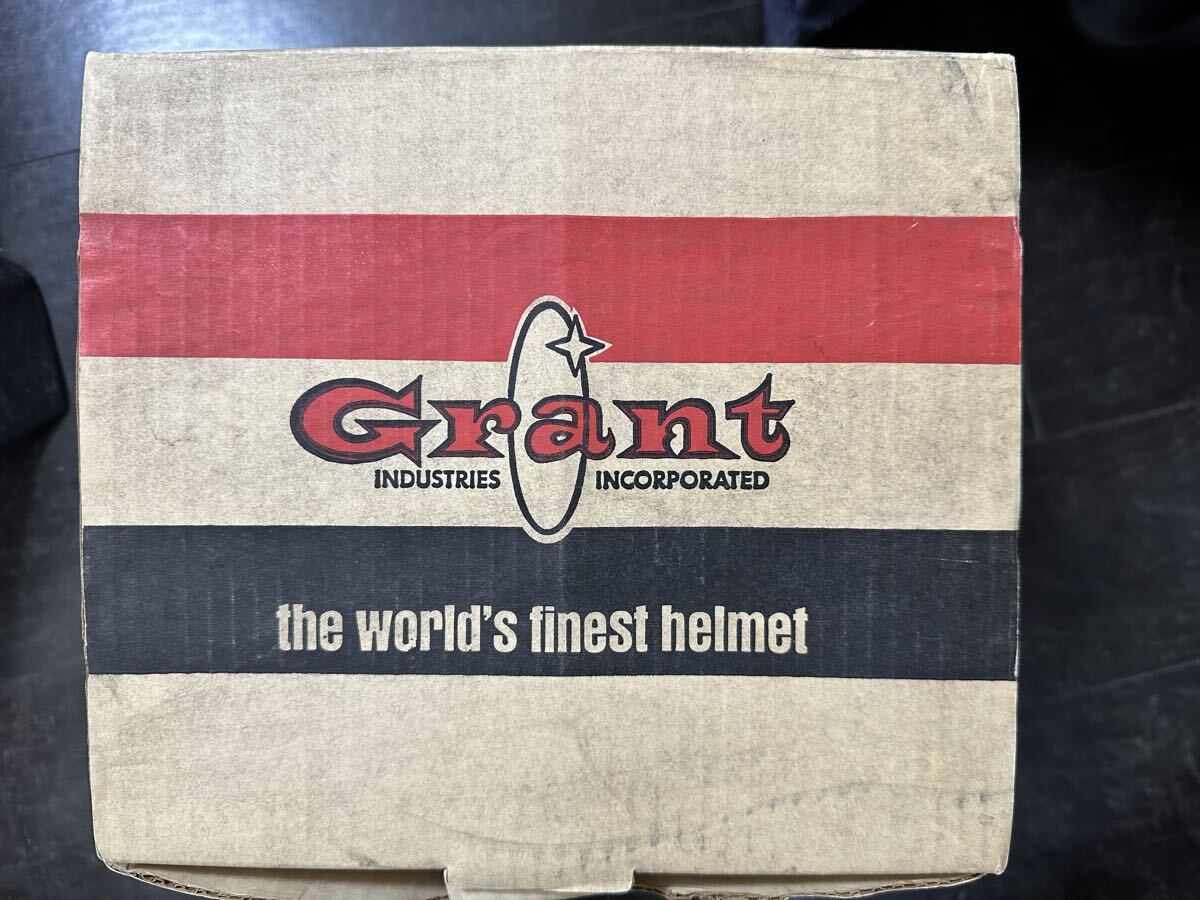 Grant
INDUSTRIES INCORPORATED
the world's finest helmet